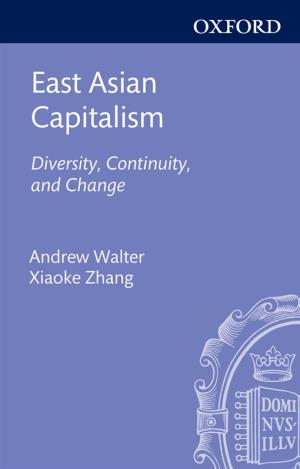 OXFORD
East Asian
Capitalism
Diversity, Continuity,
and Change
Andrew Walter
Xiaoke Zhang
DOMI
NVS·
ILLV